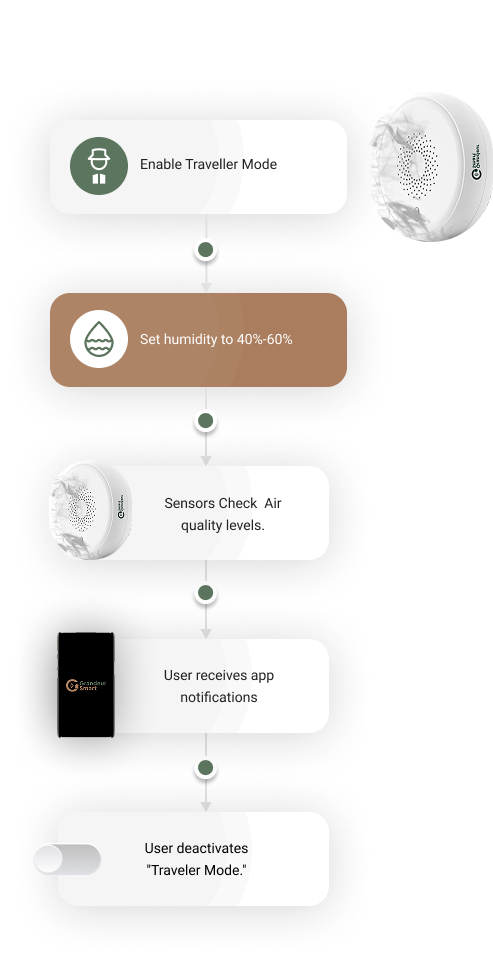 Enable Traveller Mode
Set humidity to 40%-60%
Sensors Check  Air
quality levels.
Grandeur
Smart
User receives app
notifications
User deactivates
"Traveler Mode."